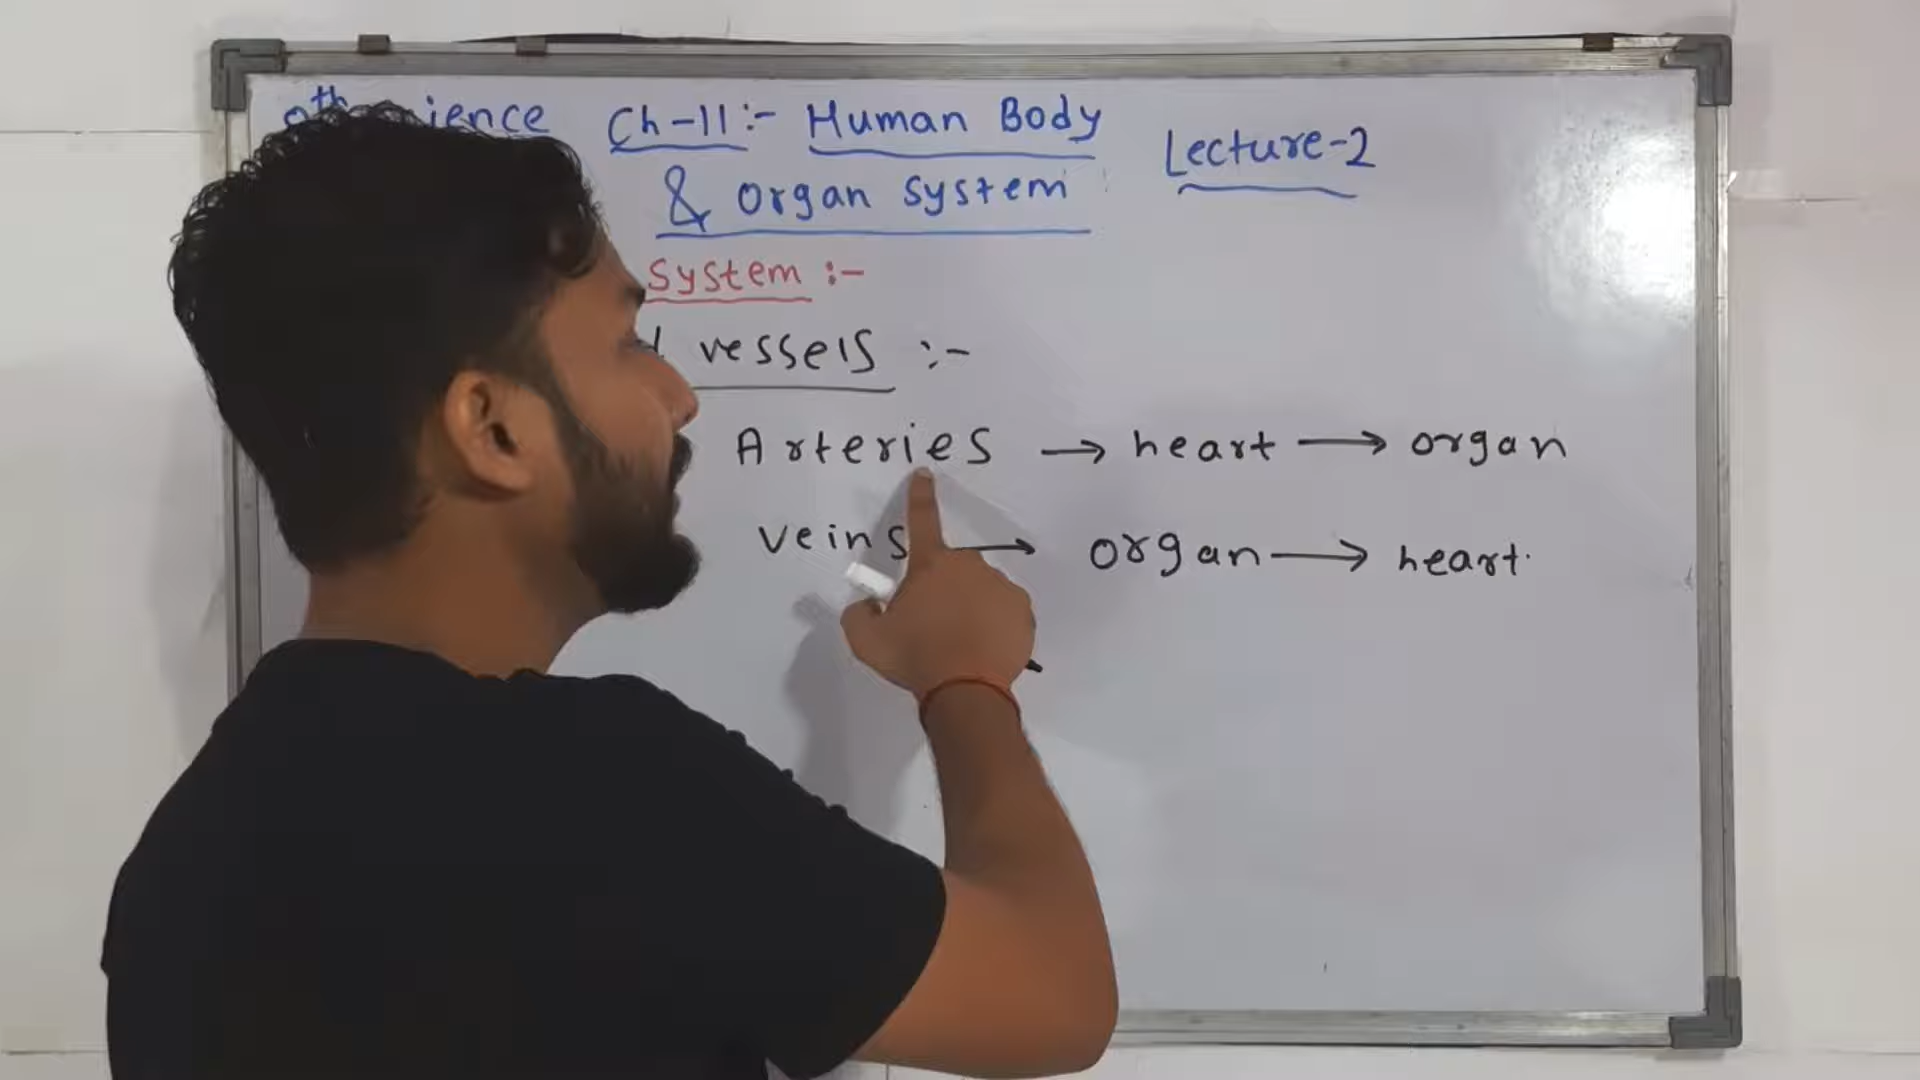 Ch-11:- Human Body
& organ system
Lecture-2
system :-
vessels :-
Arteries → heart → organ
veins → organ → heart.